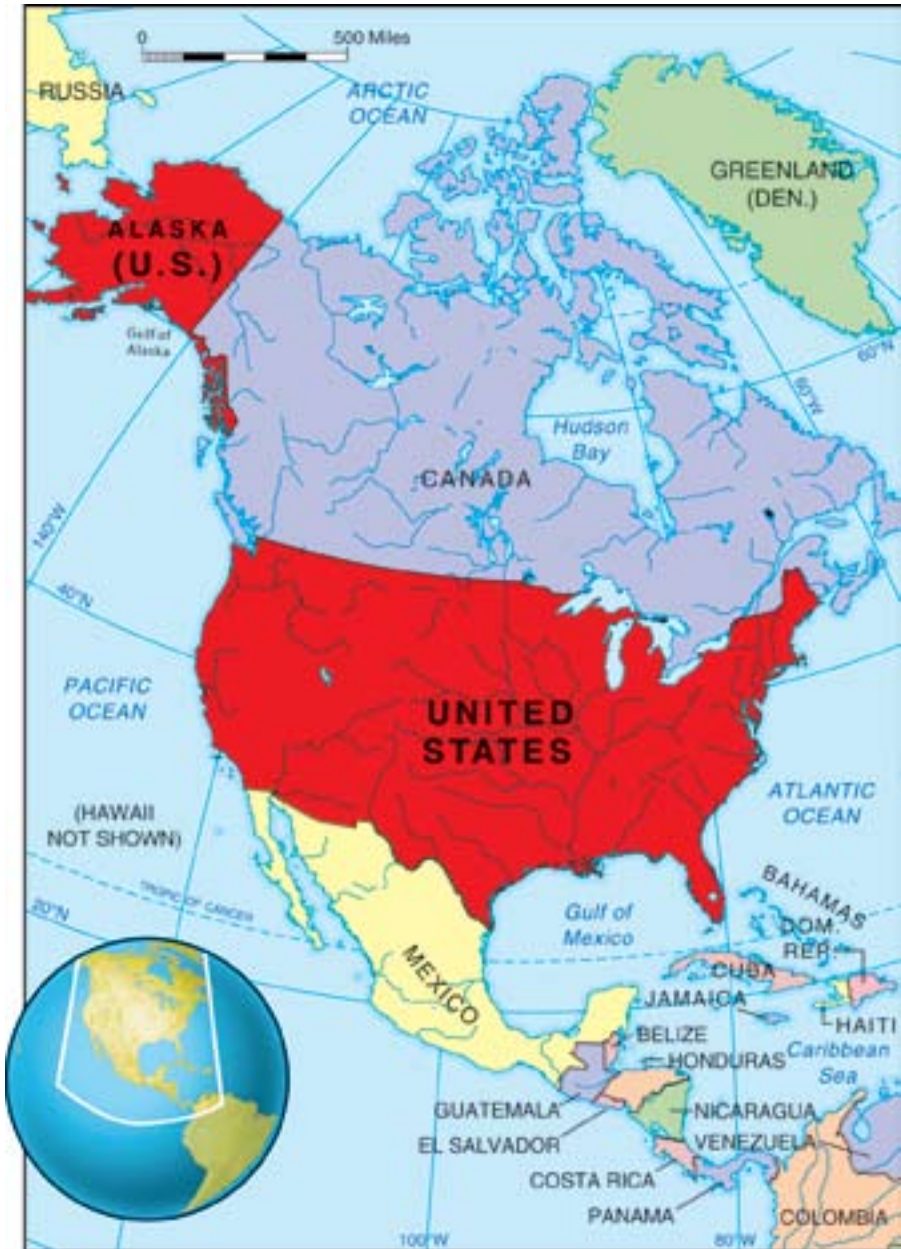 0 500 Miles
RUSSIA
ARCTIC
OCEAN
GREENLAND
(DEN.)
ALASKA
(U.S.)
Gulf of
Alaska
60°N
60°W
Hudson
Bay
CANADA
140°W
40°N
PACIFIC
OCEAN
UNITED
STATES
ATLANTIC
OCEAN
(HAWAII
NOT SHOWN)
TROPIC OF CANCER
20°N
Gulf of
Mexico
BAHAMAS
DOM.
REP.
MEXICO
CUBA
JAMAICA
HAITI
BELIZE
HONDURAS
Caribbean
Sea
GUATEMALA
NICARAGUA
EL SALVADOR
VENEZUELA
COSTA RICA
PANAMA
COLOMBIA
100°W
80°W